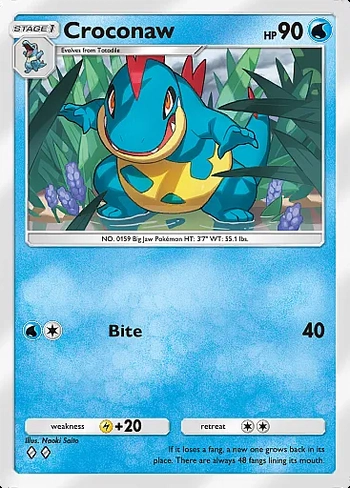 STAGE 1
Croconaw
HP 90
Evolves from Totodile
NO. 0159 Big Jaw Pokémon HT: 3'7" WT: 55.1 lbs.
Bite 40
weakness +20 retreat
Illus. Naoki Saito
If it loses a fang, a new one grows back in its
place. There are always 48 fangs lining its mouth.